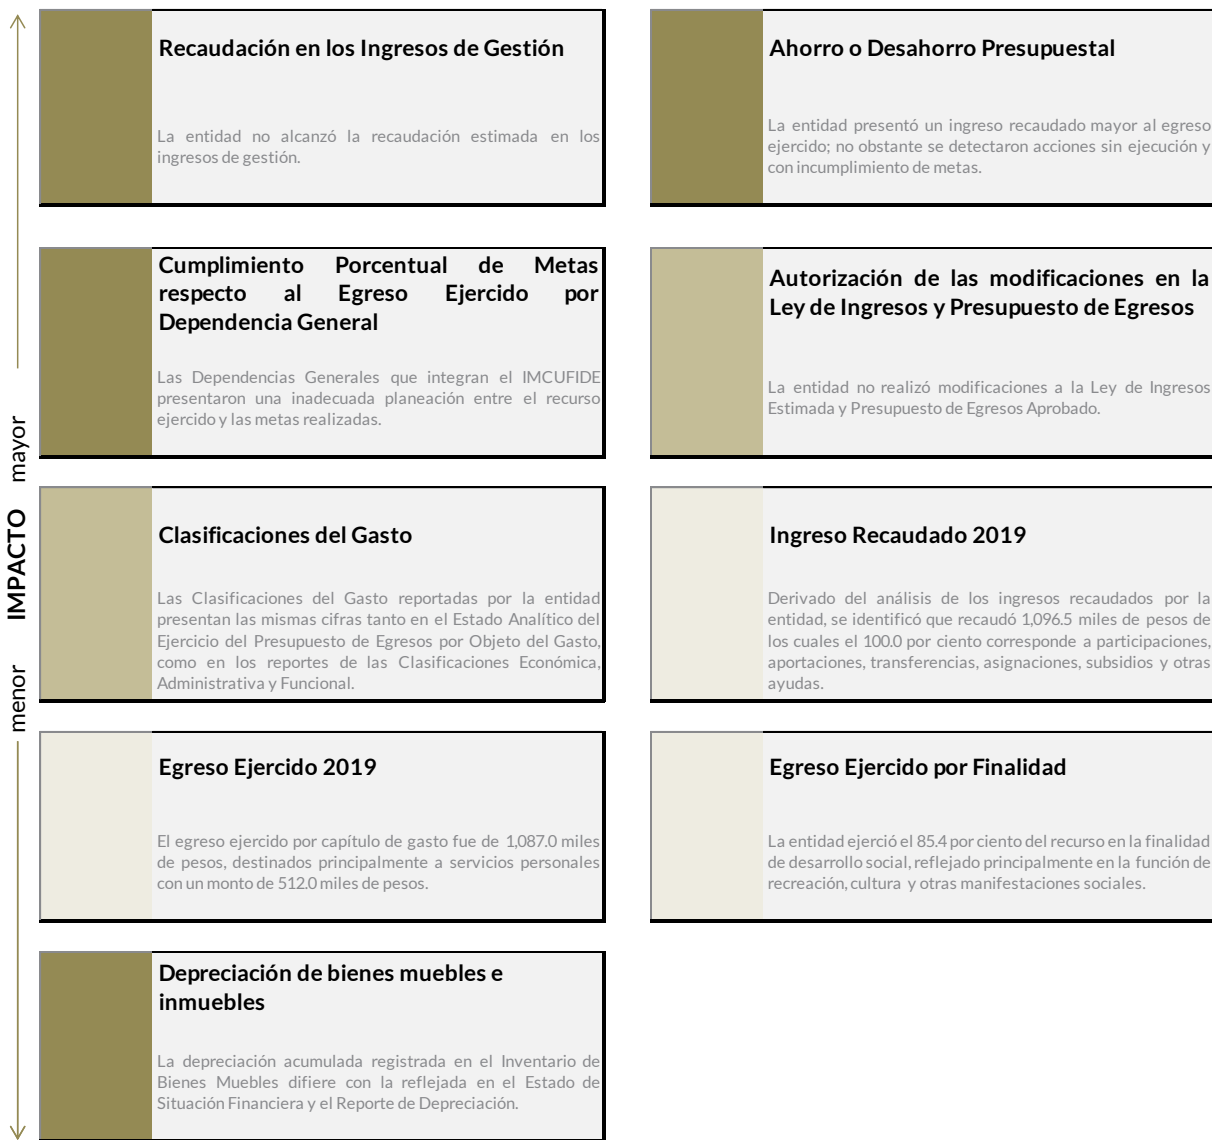 Recaudación en los Ingresos de Gestión
La entidad no alcanzó la recaudación estimada en los
ingresos de gestión.
Ahorro o Desahorro Presupuestal
La entidad presentó un ingreso recaudado mayor al egreso
ejercido; no obstante se detectaron acciones sin ejecución y
con incumplimiento de metas.
Cumplimiento Porcentual de Metas
respecto al Egreso Ejercido por
Dependencia General
Las Dependencias Generales que integran el IMCUFIDE
presentaron una inadecuada planeación entre el recurso
ejercido y las metas realizadas.
Autorización de las modificaciones en la
Ley de Ingresos y Presupuesto de Egresos
La entidad no realizó modificaciones a la Ley de Ingresos
Estimada y Presupuesto de Egresos Aprobado.
menor IMPACTO mayor
Clasificaciones del Gasto
Las Clasificaciones del Gasto reportadas por la entidad
presentan las mismas cifras tanto en el Estado Analítico del
Ejercicio del Presupuesto de Egresos por Objeto del Gasto,
como en los reportes de las Clasificaciones Económica,
Administrativa y Funcional.
Ingreso Recaudado 2019
Derivado del análisis de los ingresos recaudados por la
entidad, se identificó que recaudó 1,096.5 miles de pesos de
los cuales el 100.0 por ciento corresponde a participaciones,
aportaciones, transferencias, asignaciones, subsidios y otras
ayudas.
Egreso Ejercido 2019
El egreso ejercido por capítulo de gasto fue de 1,087.0 miles
de pesos, destinados principalmente a servicios personales
con un monto de 512.0 miles de pesos.
Egreso Ejercido por Finalidad
La entidad ejerció el 85.4 por ciento del recurso en la finalidad
de desarrollo social, reflejado principalmente en la función de
recreación, cultura y otras manifestaciones sociales.
Depreciación de bienes muebles e
inmuebles
La depreciación acumulada registrada en el Inventario de
Bienes Muebles difiere con la reflejada en el Estado de
Situación Financiera y el Reporte de Depreciación.